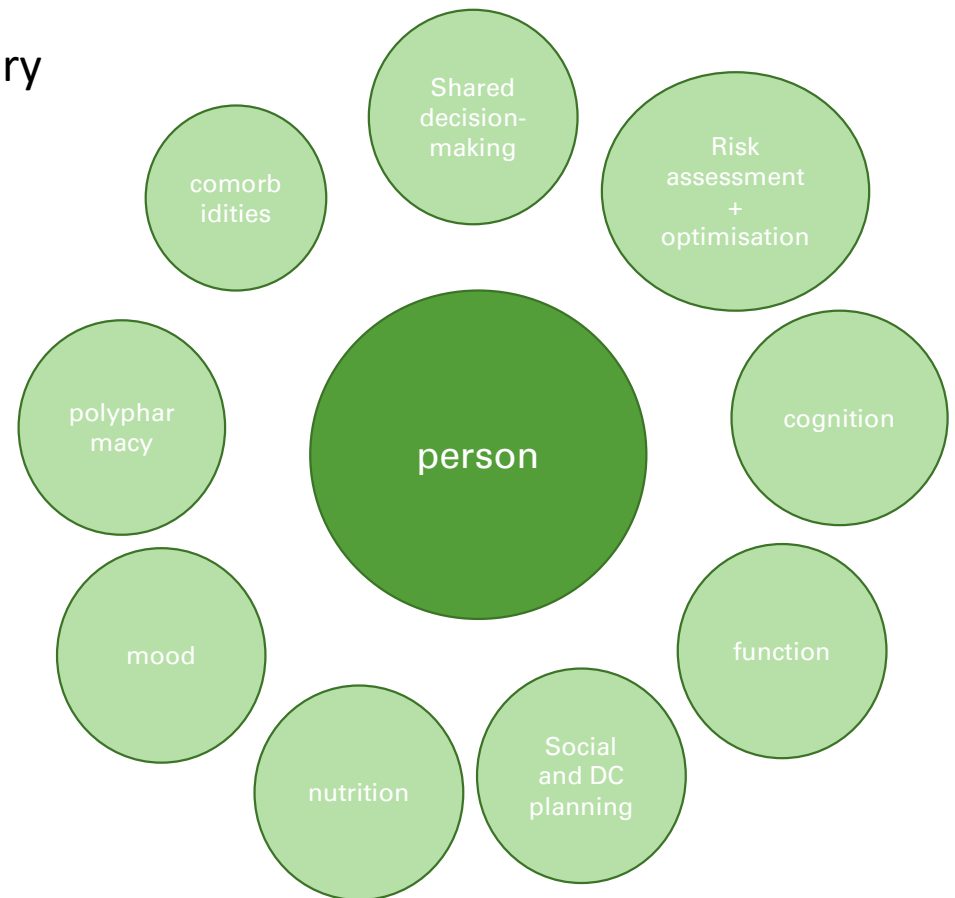 ry
Shared
decision-
making
Risk
assessment
+
optimisation
cognition
function
Social
and DC
planning
nutrition
mood
polyphar
macy
comorb
idities
person